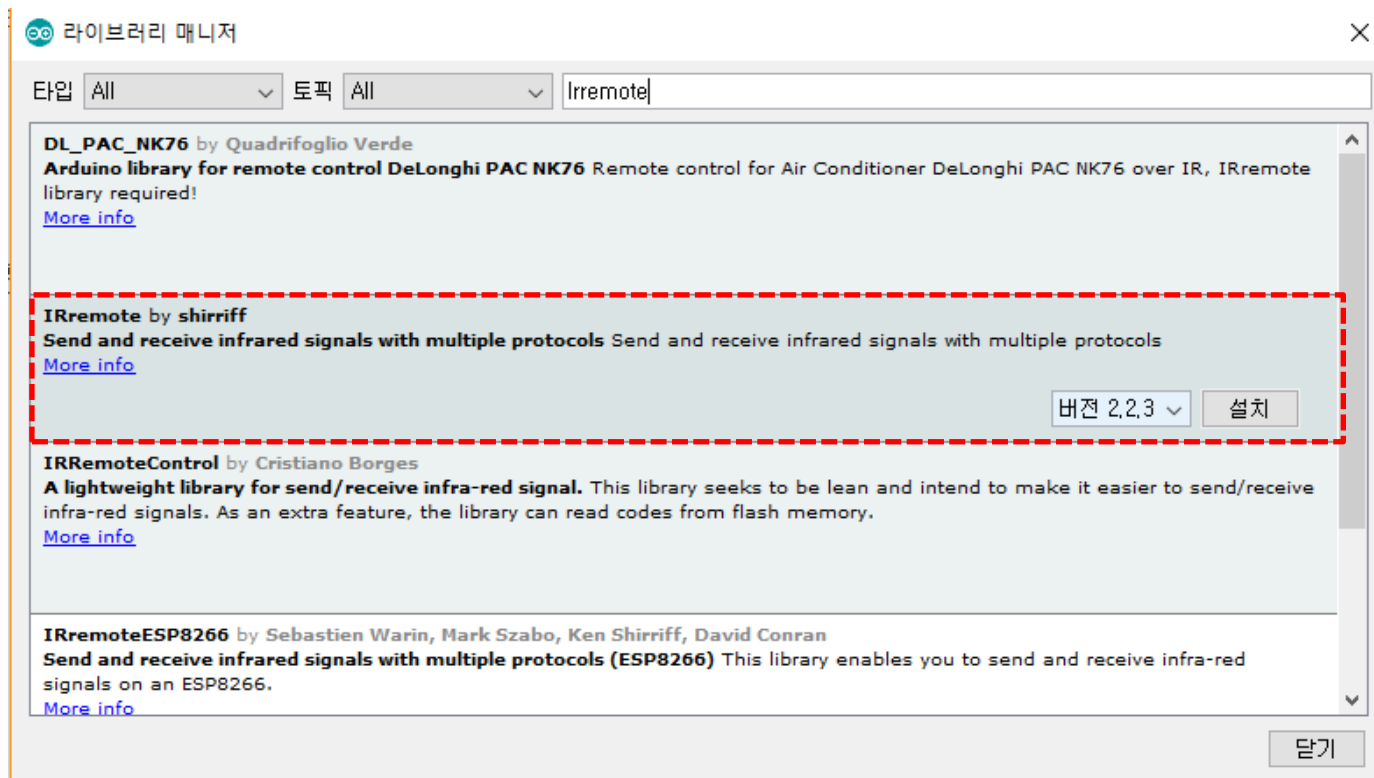 라이브러리 매니저
타입 All 토픽 All Irremote
DL_PAC_NK76 by Quadrifoglio Verde
Arduino library for remote control DeLonghi PAC NK76 Remote control for Air Conditioner DeLonghi PAC NK76 over IR, IRremote
library required!
More info
IRremote by shirriff
Send and receive infrared signals with multiple protocols Send and receive infrared signals with multiple protocols
More info
버전 2,2,3 설치
IRRemoteControl by Cristiano Borges
A lightweight library for send/receive infra-red signal. This library seeks to be lean and intend to make it easier to send/receive
infra-red signals. As an extra feature, the library can read codes from flash memory.
More info
IRremoteESP8266 by Sebastien Warin, Mark Szabo, Ken Shirriff, David Conran
Send and receive infrared signals with multiple protocols (ESP8266) This library enables you to send and receive infra-red
signals on an ESP8266.
More info
닫기